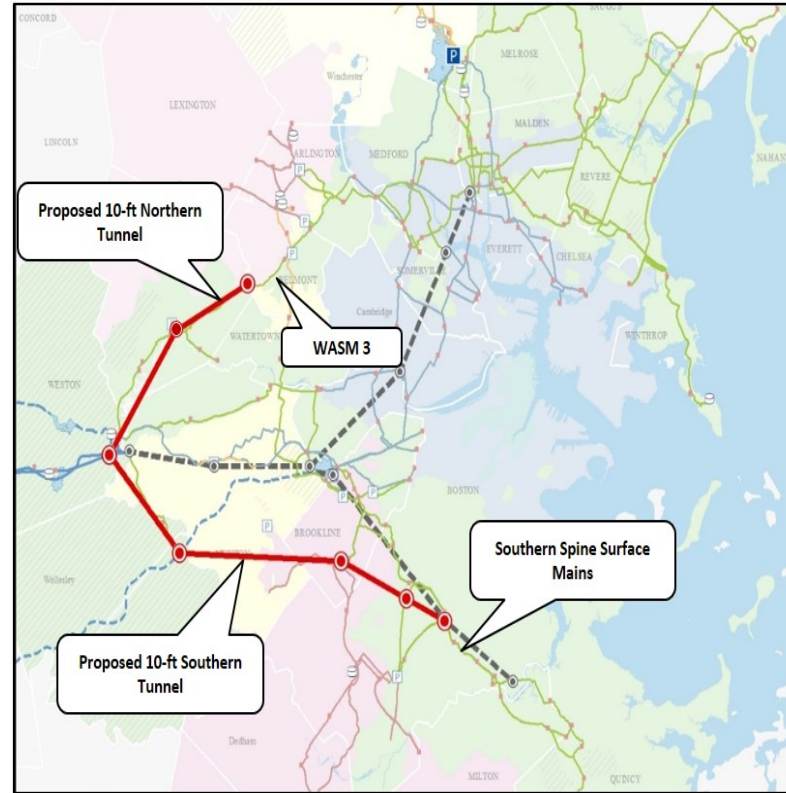 CONCORD
SAUGUS
MELROSE
Winchester
LEXINGTON
LINCOLN
ARLINGTON
MEDFORD
MALDEN
REVERE
NAHAN
P
P
P
P
Proposed 10-ft Northern
Tunnel
EVERETT
CHELSEA
SOMERVILLE
BELMONT
Cambridge
WATERTOWN
WINTHROP
WASM 3
WESTON
BOSTON
P
P
P
BROOKLINE
NEWTON
Wellesley
Southern Spine Surface
Mains
Proposed 10-ft Southern
Tunnel
P
Dedham
MILTON
QUINCY